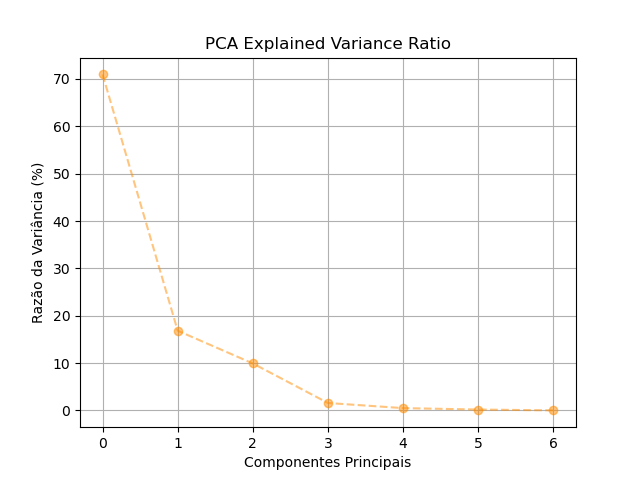 PCA Explained Variance Ratio
Razão da Variância (%)
70
60
50
40
30
20
10
0
0 1 2 3 4 5 6
Componentes Principais